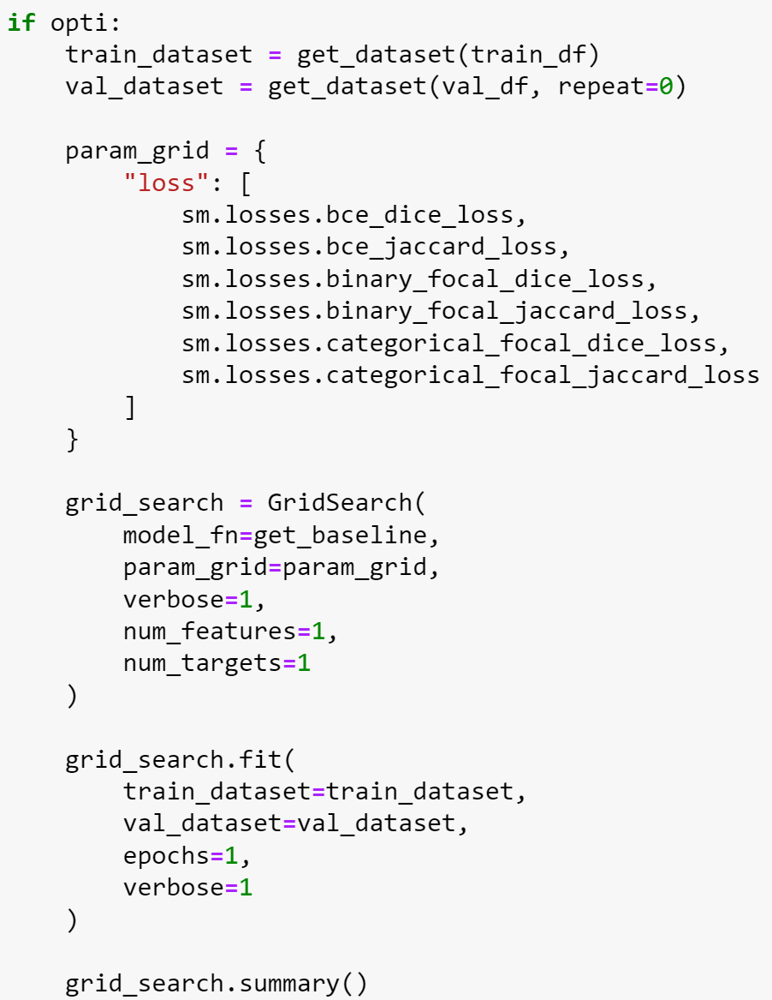 if opti:
    train_dataset = get_dataset(train_df)
    val_dataset = get_dataset(val_df, repeat=0)

    param_grid = {
        "loss": [
            sm.losses.bce_dice_loss,
            sm.losses.bce_jaccard_loss,
            sm.losses.binary_focal_dice_loss,
            sm.losses.binary_focal_jaccard_loss,
            sm.losses.categorical_focal_dice_loss,
            sm.losses.categorical_focal_jaccard_loss
        ]
    }

    grid_search = GridSearch(
        model_fn=get_baseline,
        param_grid=param_grid,
        verbose=1,
        num_features=1,
        num_targets=1
    )

    grid_search.fit(
        train_dataset=train_dataset,
        val_dataset=val_dataset,
        epochs=1,
        verbose=1
    )

    grid_search.summary()